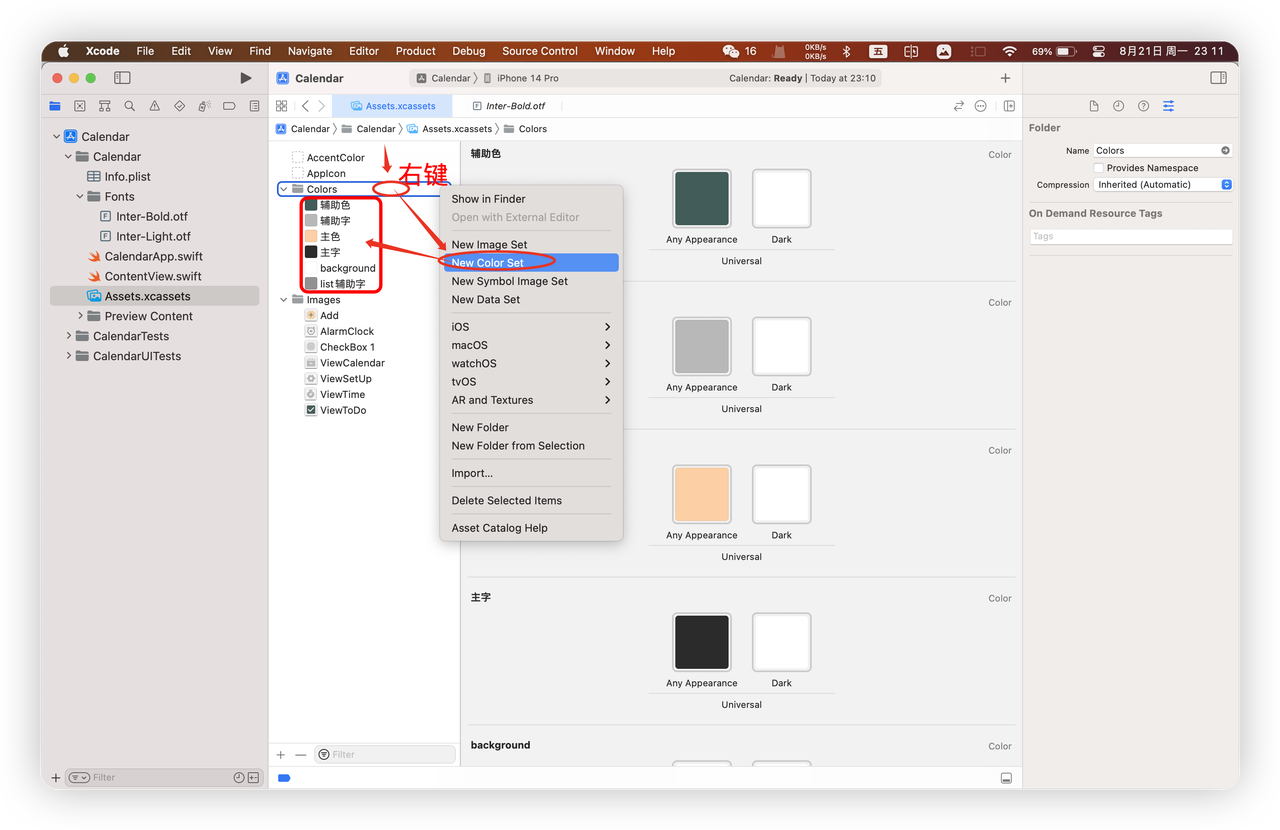 Xcode File Edit View Find Navigate Editor Product Debug Source Control Window Help 16 0KB/s 0KB/s 五 69% 8月21日 周一 23 11
Calendar Calendar 〉 iPhone 14 Pro Calendar: Ready | Today at 23:10
Assets.xcassets Inter-Bold.otf
Calendar 〉 Calendar 〉 Assets.xcassets 〉 Colors
Calendar
Calendar
Info.plist
Fonts
Inter-Bold.otf
Inter-Light.otf
CalendarApp.swift
ContentView.swift
Assets.xcassets
Preview Content
CalendarTests
CalendarUITests
Filter
AccentColor
AppIcon
Colors
辅助色
辅助字
主色
主字
background
list辅助字
Images
Add
AlarmClock
CheckBox 1
ViewCalendar
ViewSetUp
ViewTime
ViewToDo
Filter
右键
Show in Finder
Open with External Editor
New Image Set
New Color Set
New Symbol Image Set
New Data Set
iOS
macOS
watchOS
tvOS
AR and Textures
New Folder
New Folder from Selection
Import...
Delete Selected Items
Asset Catalog Help
辅助色 Color
Any Appearance Dark
Universal
Color
Any Appearance Dark
Universal
Color
Any Appearance Dark
Universal
主字 Color
Any Appearance Dark
Universal
background Color
Folder
Name Colors
Provides Namespace
Compression Inherited (Automatic)
On Demand Resource Tags
Tags